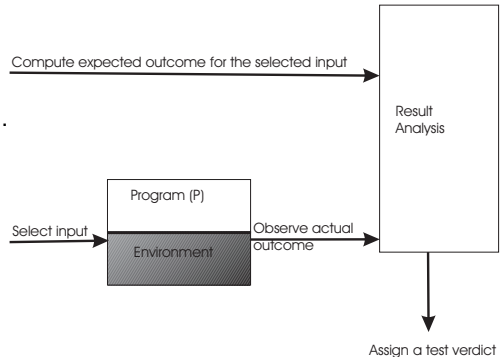 Compute expected outcome for the selected input
Result
Analysis
.
Program (P)
Select input
Observe actual
outcome
Environment
Assign a test verdict